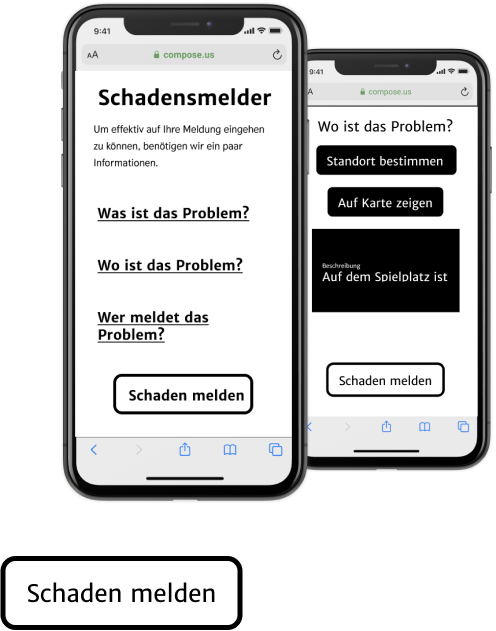 9:41
AA
compose.us
Schadensmelder
Um effektiv auf Ihre Meldung eingehen
zu können, benötigen wir ein paar
Informationen.
Was ist das Problem?
Wo ist das Problem?
Wer meldet das
Problem?
Schaden melden
9:41
A
compose.us
Wo ist das Problem?
Standort bestimmen
Auf Karte zeigen
Beschreibung
Auf dem Spielplatz ist
Schaden melden
Schaden melden